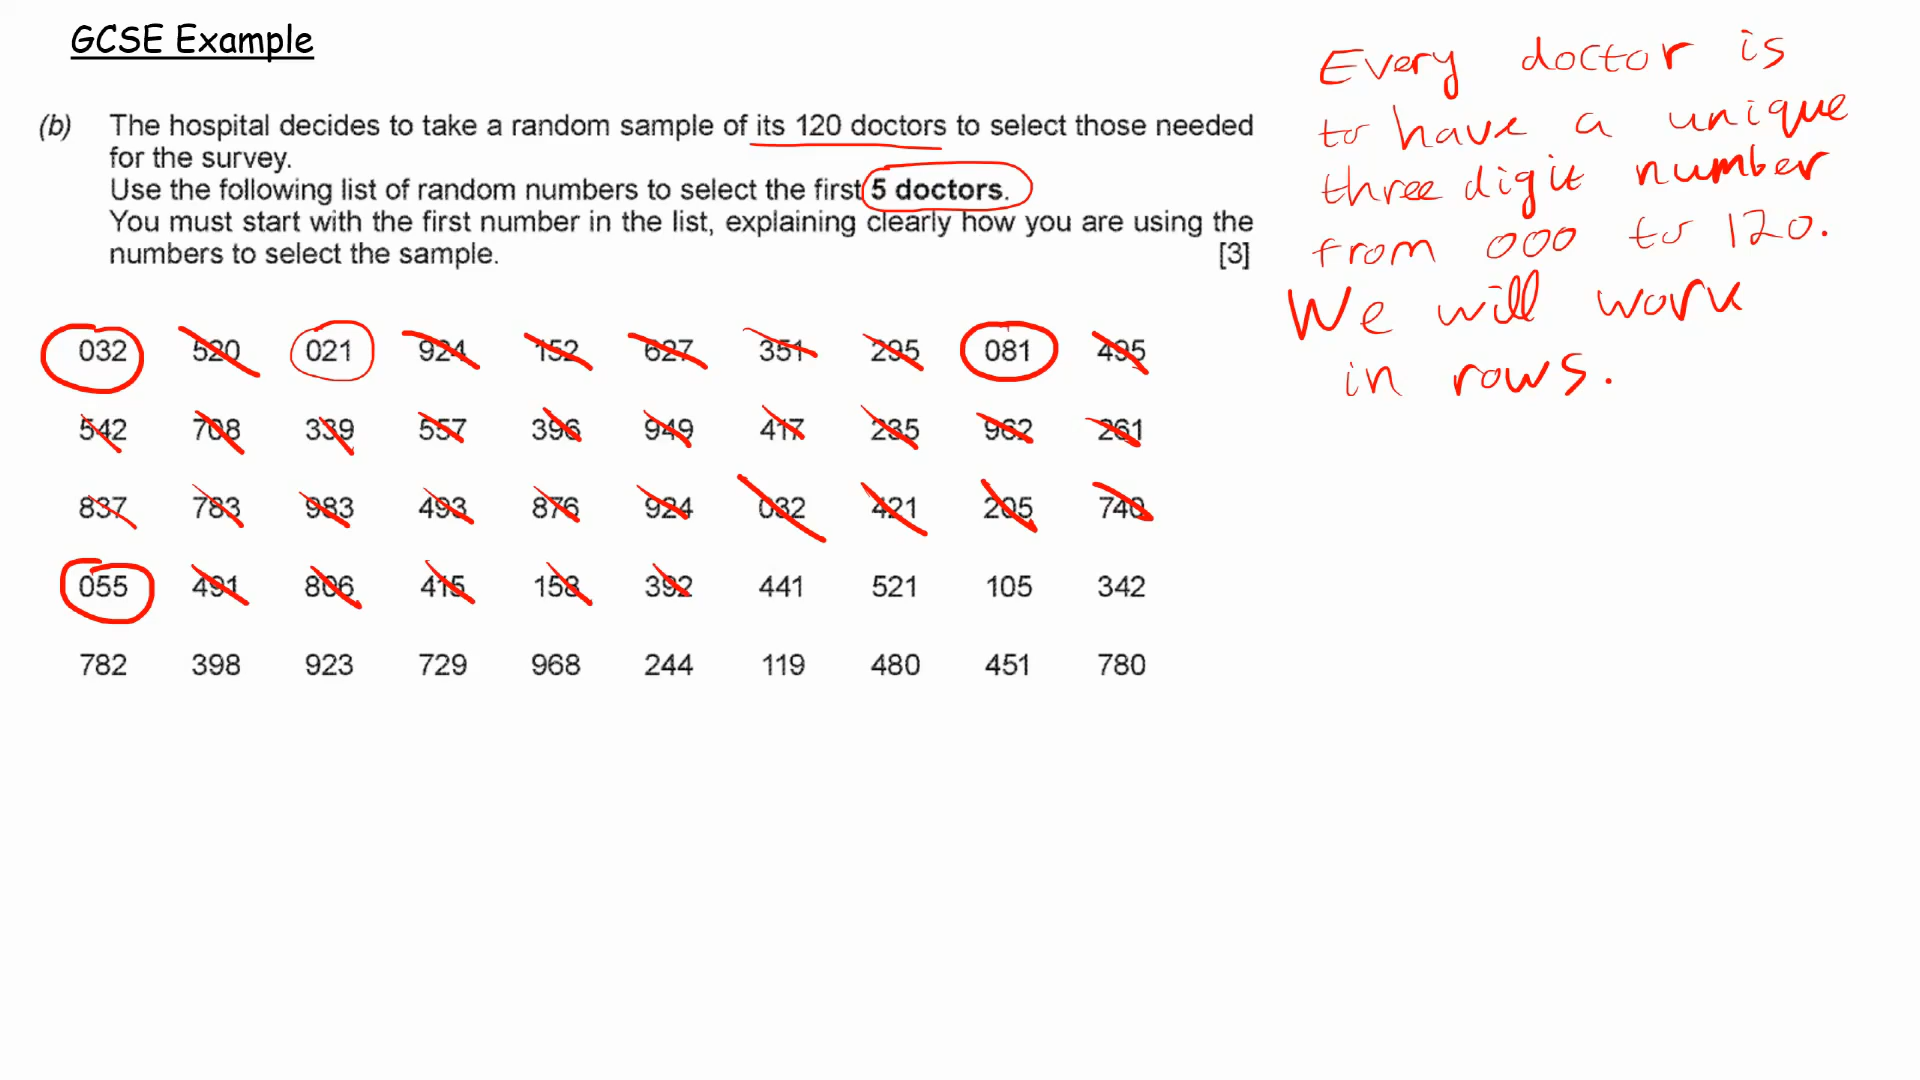 GCSE Example
(b) The hospital decides to take a random sample of its 120 doctors to select those needed
for the survey.
Use the following list of random numbers to select the first 5 doctors.
You must start with the first number in the list, explaining clearly how you are using the
numbers to select the sample. [3]
032 520 021 924 152 627 351 295 081 495
542 708 339 557 396 949 417 235 962 261
837 783 983 493 876 924 032 421 205 740
055 491 806 415 158 392 441 521 105 342
782 398 923 729 968 244 119 480 451 780
Every doctor is
to have a unique
three digit number
from 000 to 120.
We will work
in rows.